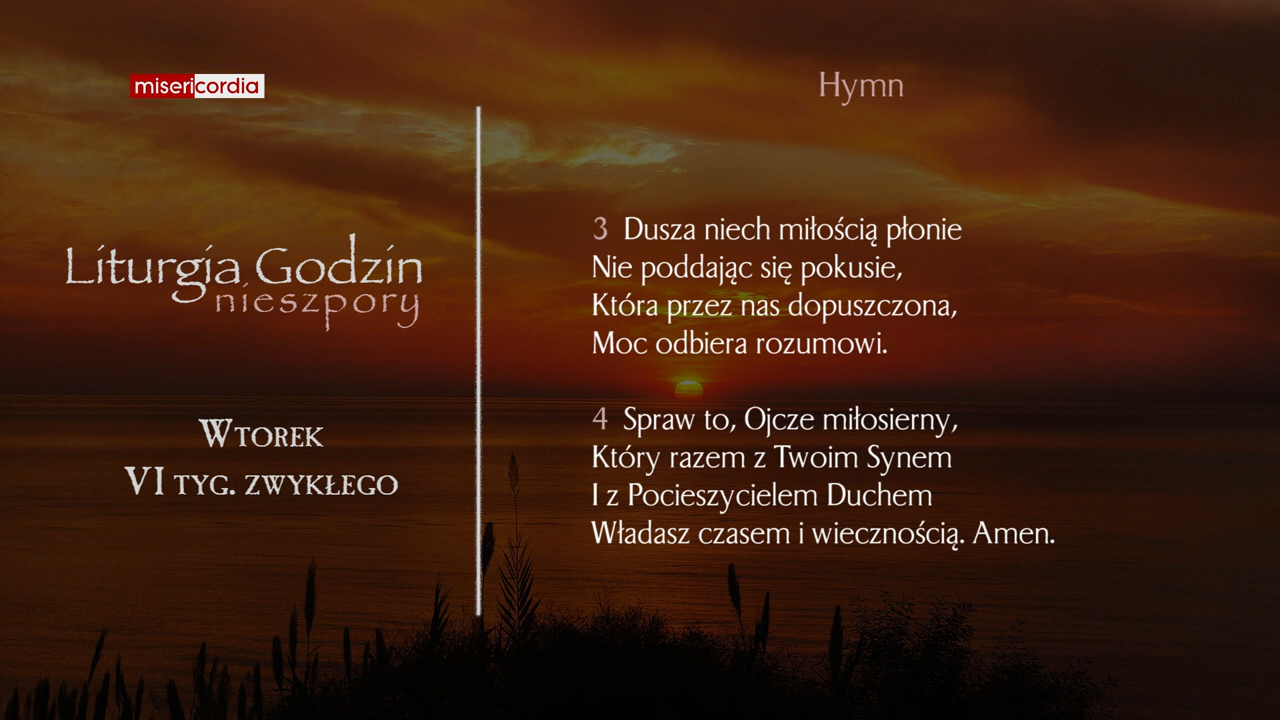 misericordia
Liturgia Godzin
nieszpory
Wtorek
VI tyg. zwykłego
Hymn
3 Dusza niech miłością płonie
Nie poddając się pokusie,
Która przez nas dopuszczona,
Moc odbiera rozumowi.
4 Spraw to, Ojcze miłosierny,
Który razem z Twoim Synem
I z Pocieszycielem Duchem
Władasz czasem i wiecznością. Amen.